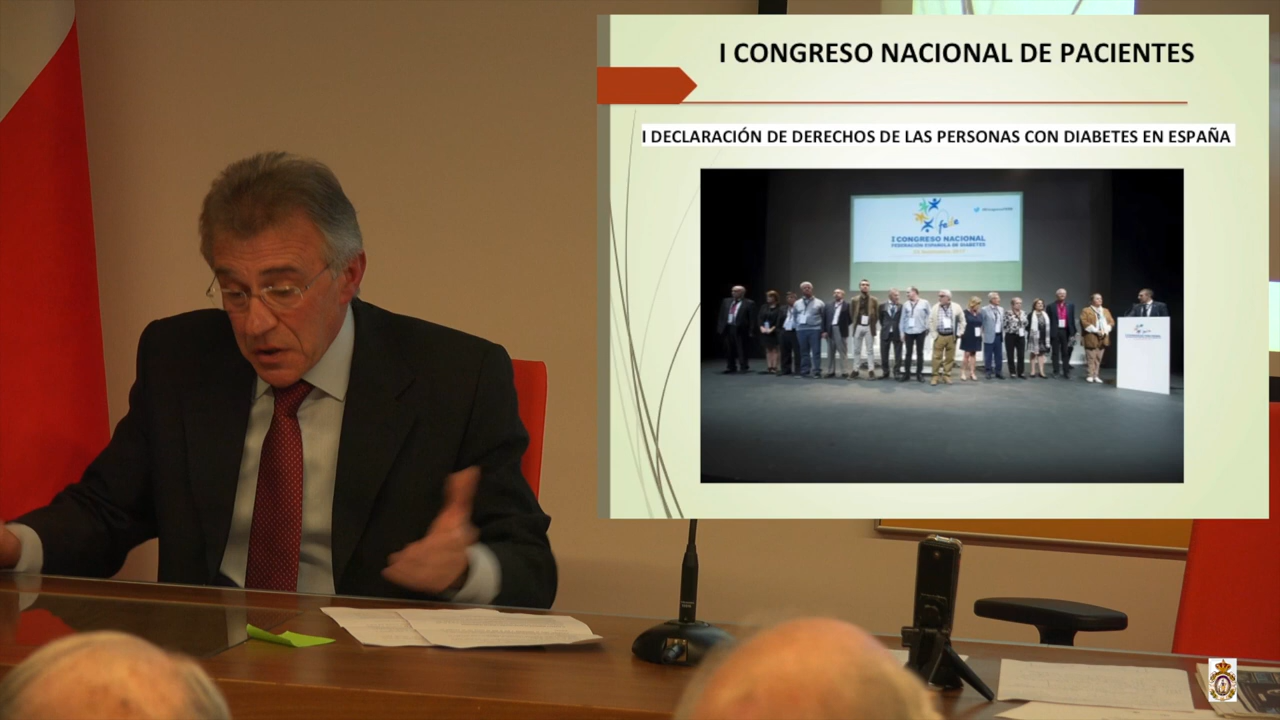 I CONGRESO NACIONAL DE PACIENTES
I DECLARACIÓN DE DERECHOS DE LAS PERSONAS CON DIABETES EN ESPAÑA
fede
I CONGRESO NACIONAL
FEDERACIÓN ESPAÑOLA DE DIABETES